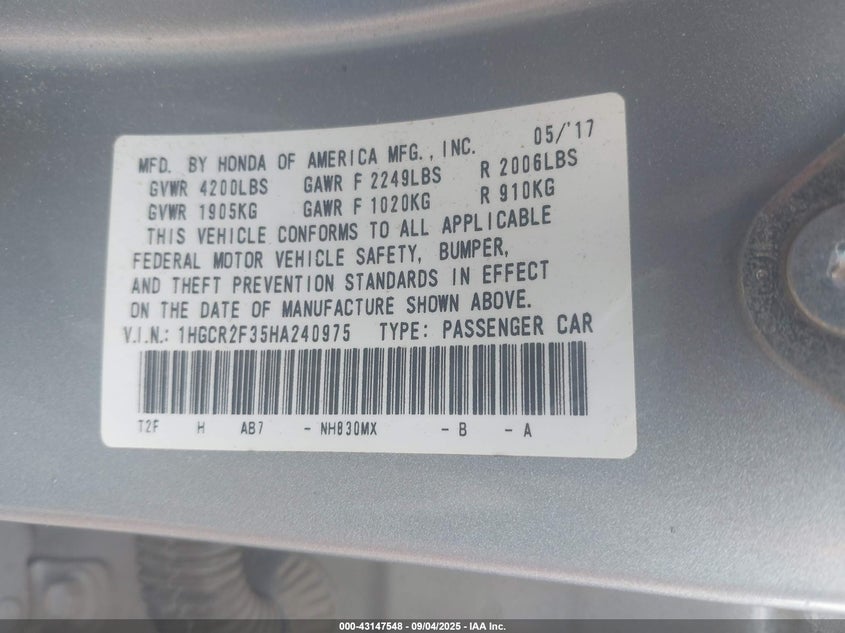 MFD. BY HONDA OF AMERICA MFG., INC. 05/'17
GVWR 4200LBS GAWR F 2249LBS R 2006LBS
GVWR 1905KG GAWR F 1020KG R 910KG
THIS VEHICLE CONFORMS TO ALL APPLICABLE
FEDERAL MOTOR VEHICLE SAFETY, BUMPER,
AND THEFT PREVENTION STANDARDS IN EFFECT
ON THE DATE OF MANUFACTURE SHOWN ABOVE.
V.I.N.: 1HGCR2F35HA240975 TYPE: PASSENGER CAR
T2F H AB7 - NH830MX - B - A
000-43147548 - 09/04/2025 - IAA Inc.